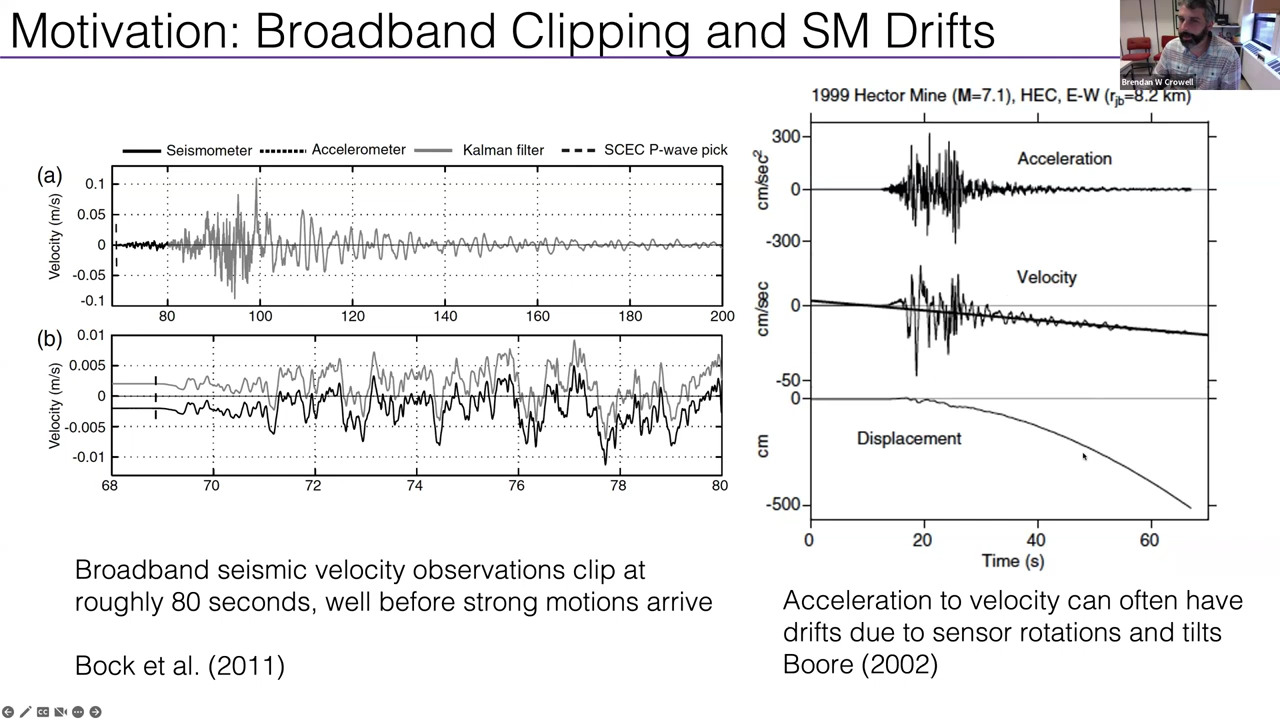 Motivation: Broadband Clipping and SM Drifts
Brendan W Crowell
Seismometer Accelerometer Kalman filter SCEC P-wave pick
(a)
Velocity (m/s)
0.1
0.05
0
-0.05
-0.1
80 100 120 140 160 180 200
(b)
Velocity (m/s)
0.01
0.005
0
-0.005
-0.01
68 70 72 74 76 78 80
Broadband seismic velocity observations clip at
roughly 80 seconds, well before strong motions arrive
Bock et al. (2011)
1999 Hector Mine (M=7.1), HEC, E-W (rjb=8.2 km)
300
0
-300
cm/sec2
Acceleration
Velocity
0
-50
cm/sec
0
-500
cm
Displacement
0 20 40 60
Time (s)
Acceleration to velocity can often have
drifts due to sensor rotations and tilts
Boore (2002)